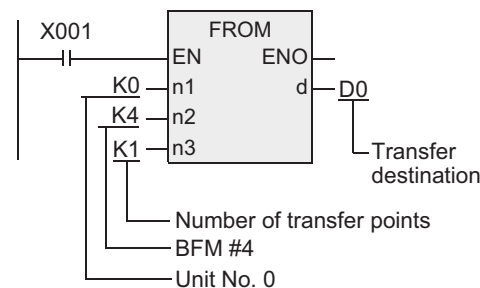 X001
FROM
EN ENO
K0 n1 d D0
K4 n2
K1 n3
Transfer
destination
Number of transfer points
BFM #4
Unit No. 0